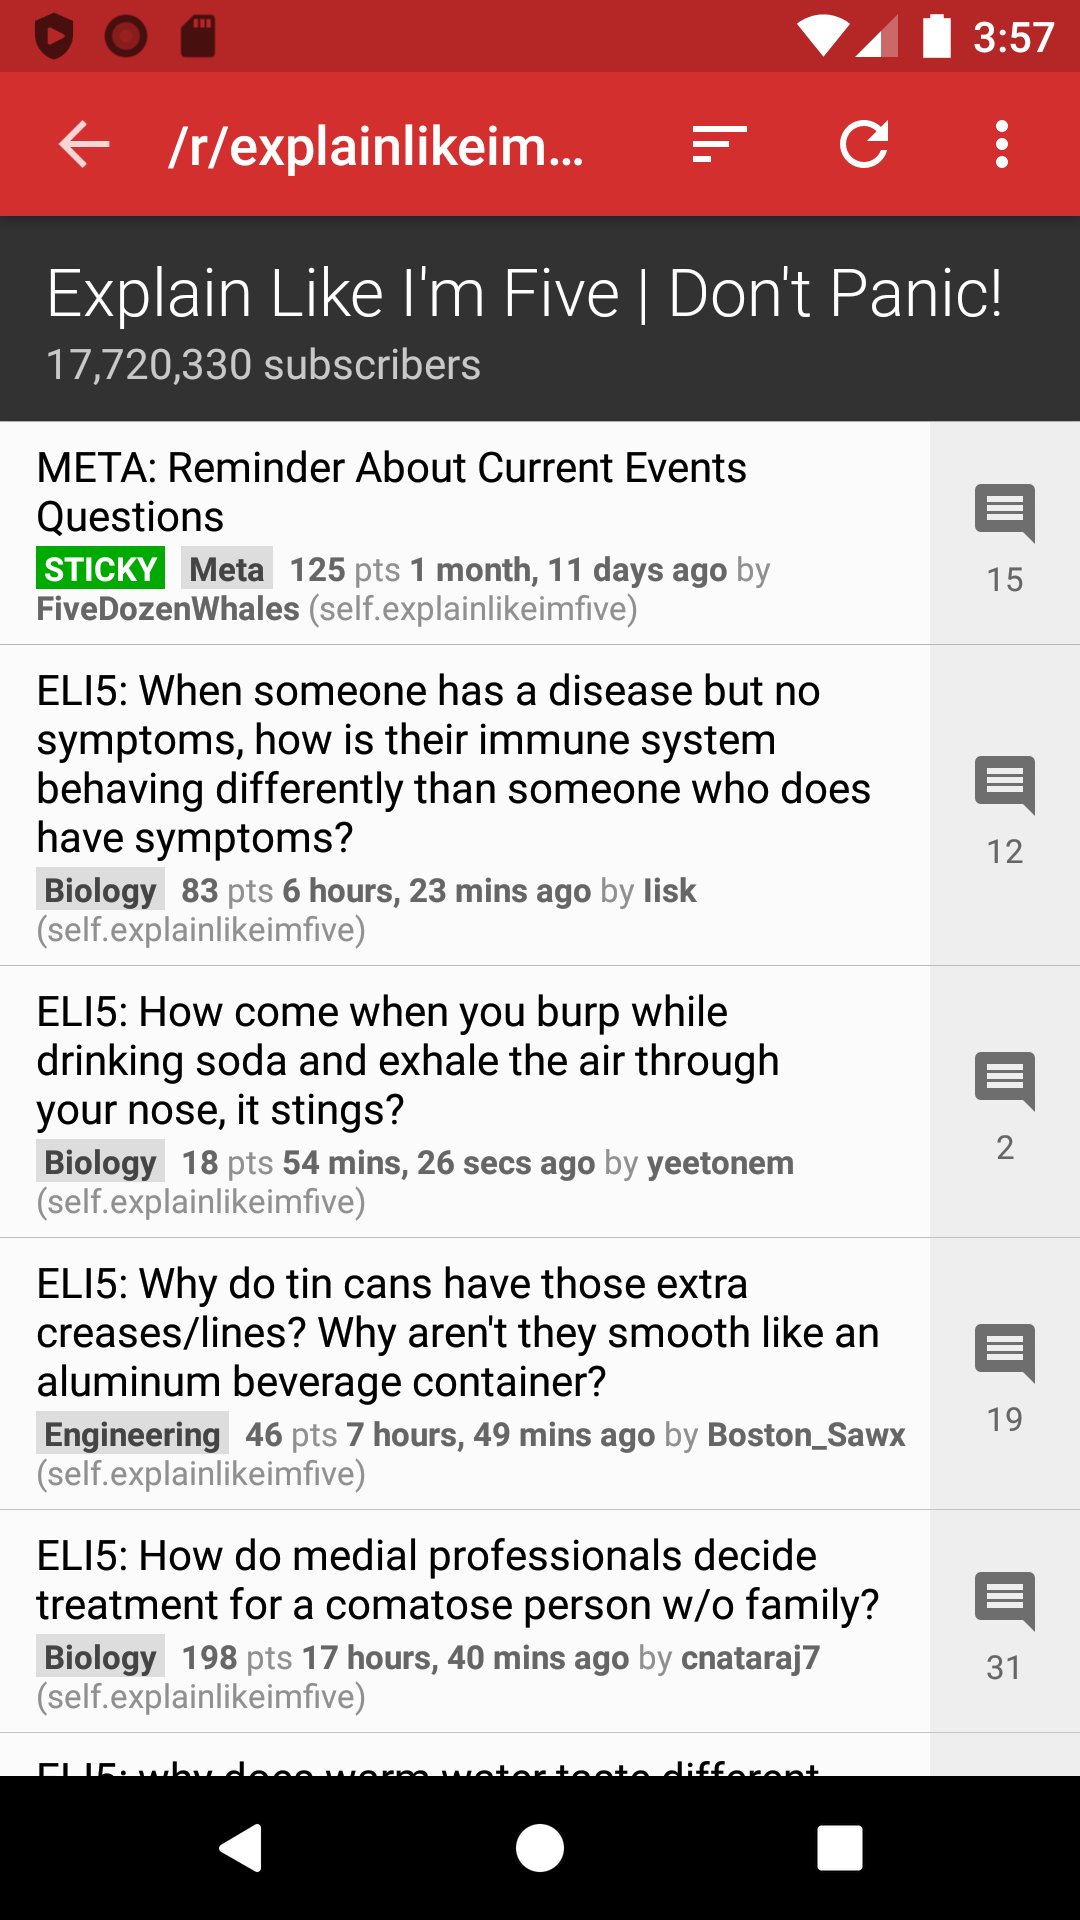 3:57
/r/explainlikeim...
Explain Like I'm Five | Don't Panic!
17,720,330 subscribers
META: Reminder About Current Events
Questions
STICKY Meta 125 pts 1 month, 11 days ago by
FiveDozenWhales (self.explainlikeimfive)
15
ELI5: When someone has a disease but no
symptoms, how is their immune system
behaving differently than someone who does
have symptoms?
Biology 83 pts 6 hours, 23 mins ago by Iisk
(self.explainlikeimfive)
12
ELI5: How come when you burp while
drinking soda and exhale the air through
your nose, it stings?
Biology 18 pts 54 mins, 26 secs ago by yeetonem
(self.explainlikeimfive)
2
ELI5: Why do tin cans have those extra
creases/lines? Why aren't they smooth like an
aluminum beverage container?
Engineering 46 pts 7 hours, 49 mins ago by Boston_Sawx
(self.explainlikeimfive)
19
ELI5: How do medial professionals decide
treatment for a comatose person w/o family?
Biology 198 pts 17 hours, 40 mins ago by cnataraj7
(self.explainlikeimfive)
31
ELI5: why does warm water taste different